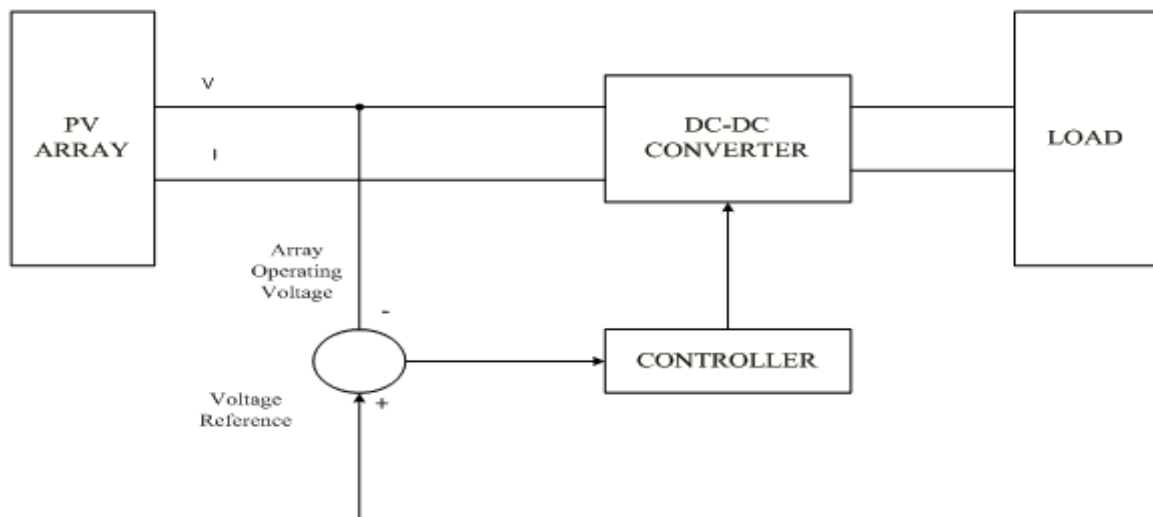 PV
ARRAY
V
I
DC-DC
CONVERTER
LOAD
Array
Operating
Voltage
-
CONTROLLER
+
Voltage
Reference